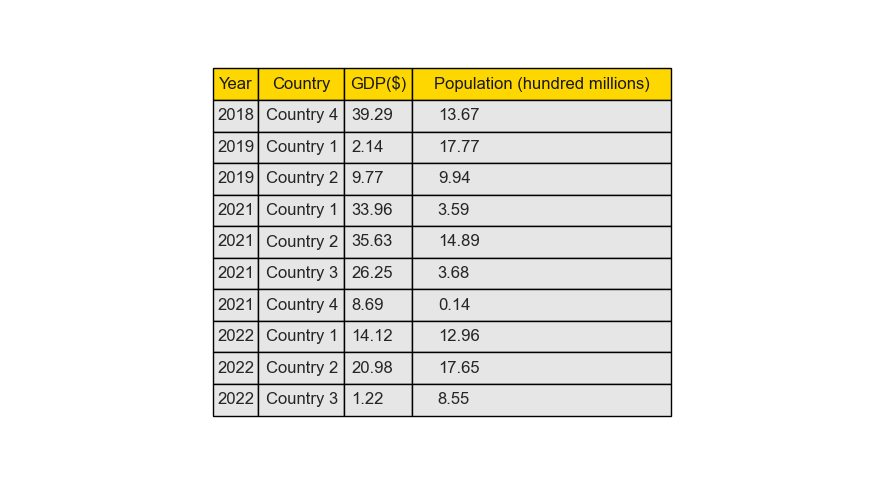 Year Country GDP($) Population (hundred millions)
2018 Country 4 39.29 13.67
2019 Country 1 2.14 17.77
2019 Country 2 9.77 9.94
2021 Country 1 33.96 3.59
2021 Country 2 35.63 14.89
2021 Country 3 26.25 3.68
2021 Country 4 8.69 0.14
2022 Country 1 14.12 12.96
2022 Country 2 20.98 17.65
2022 Country 3 1.22 8.55